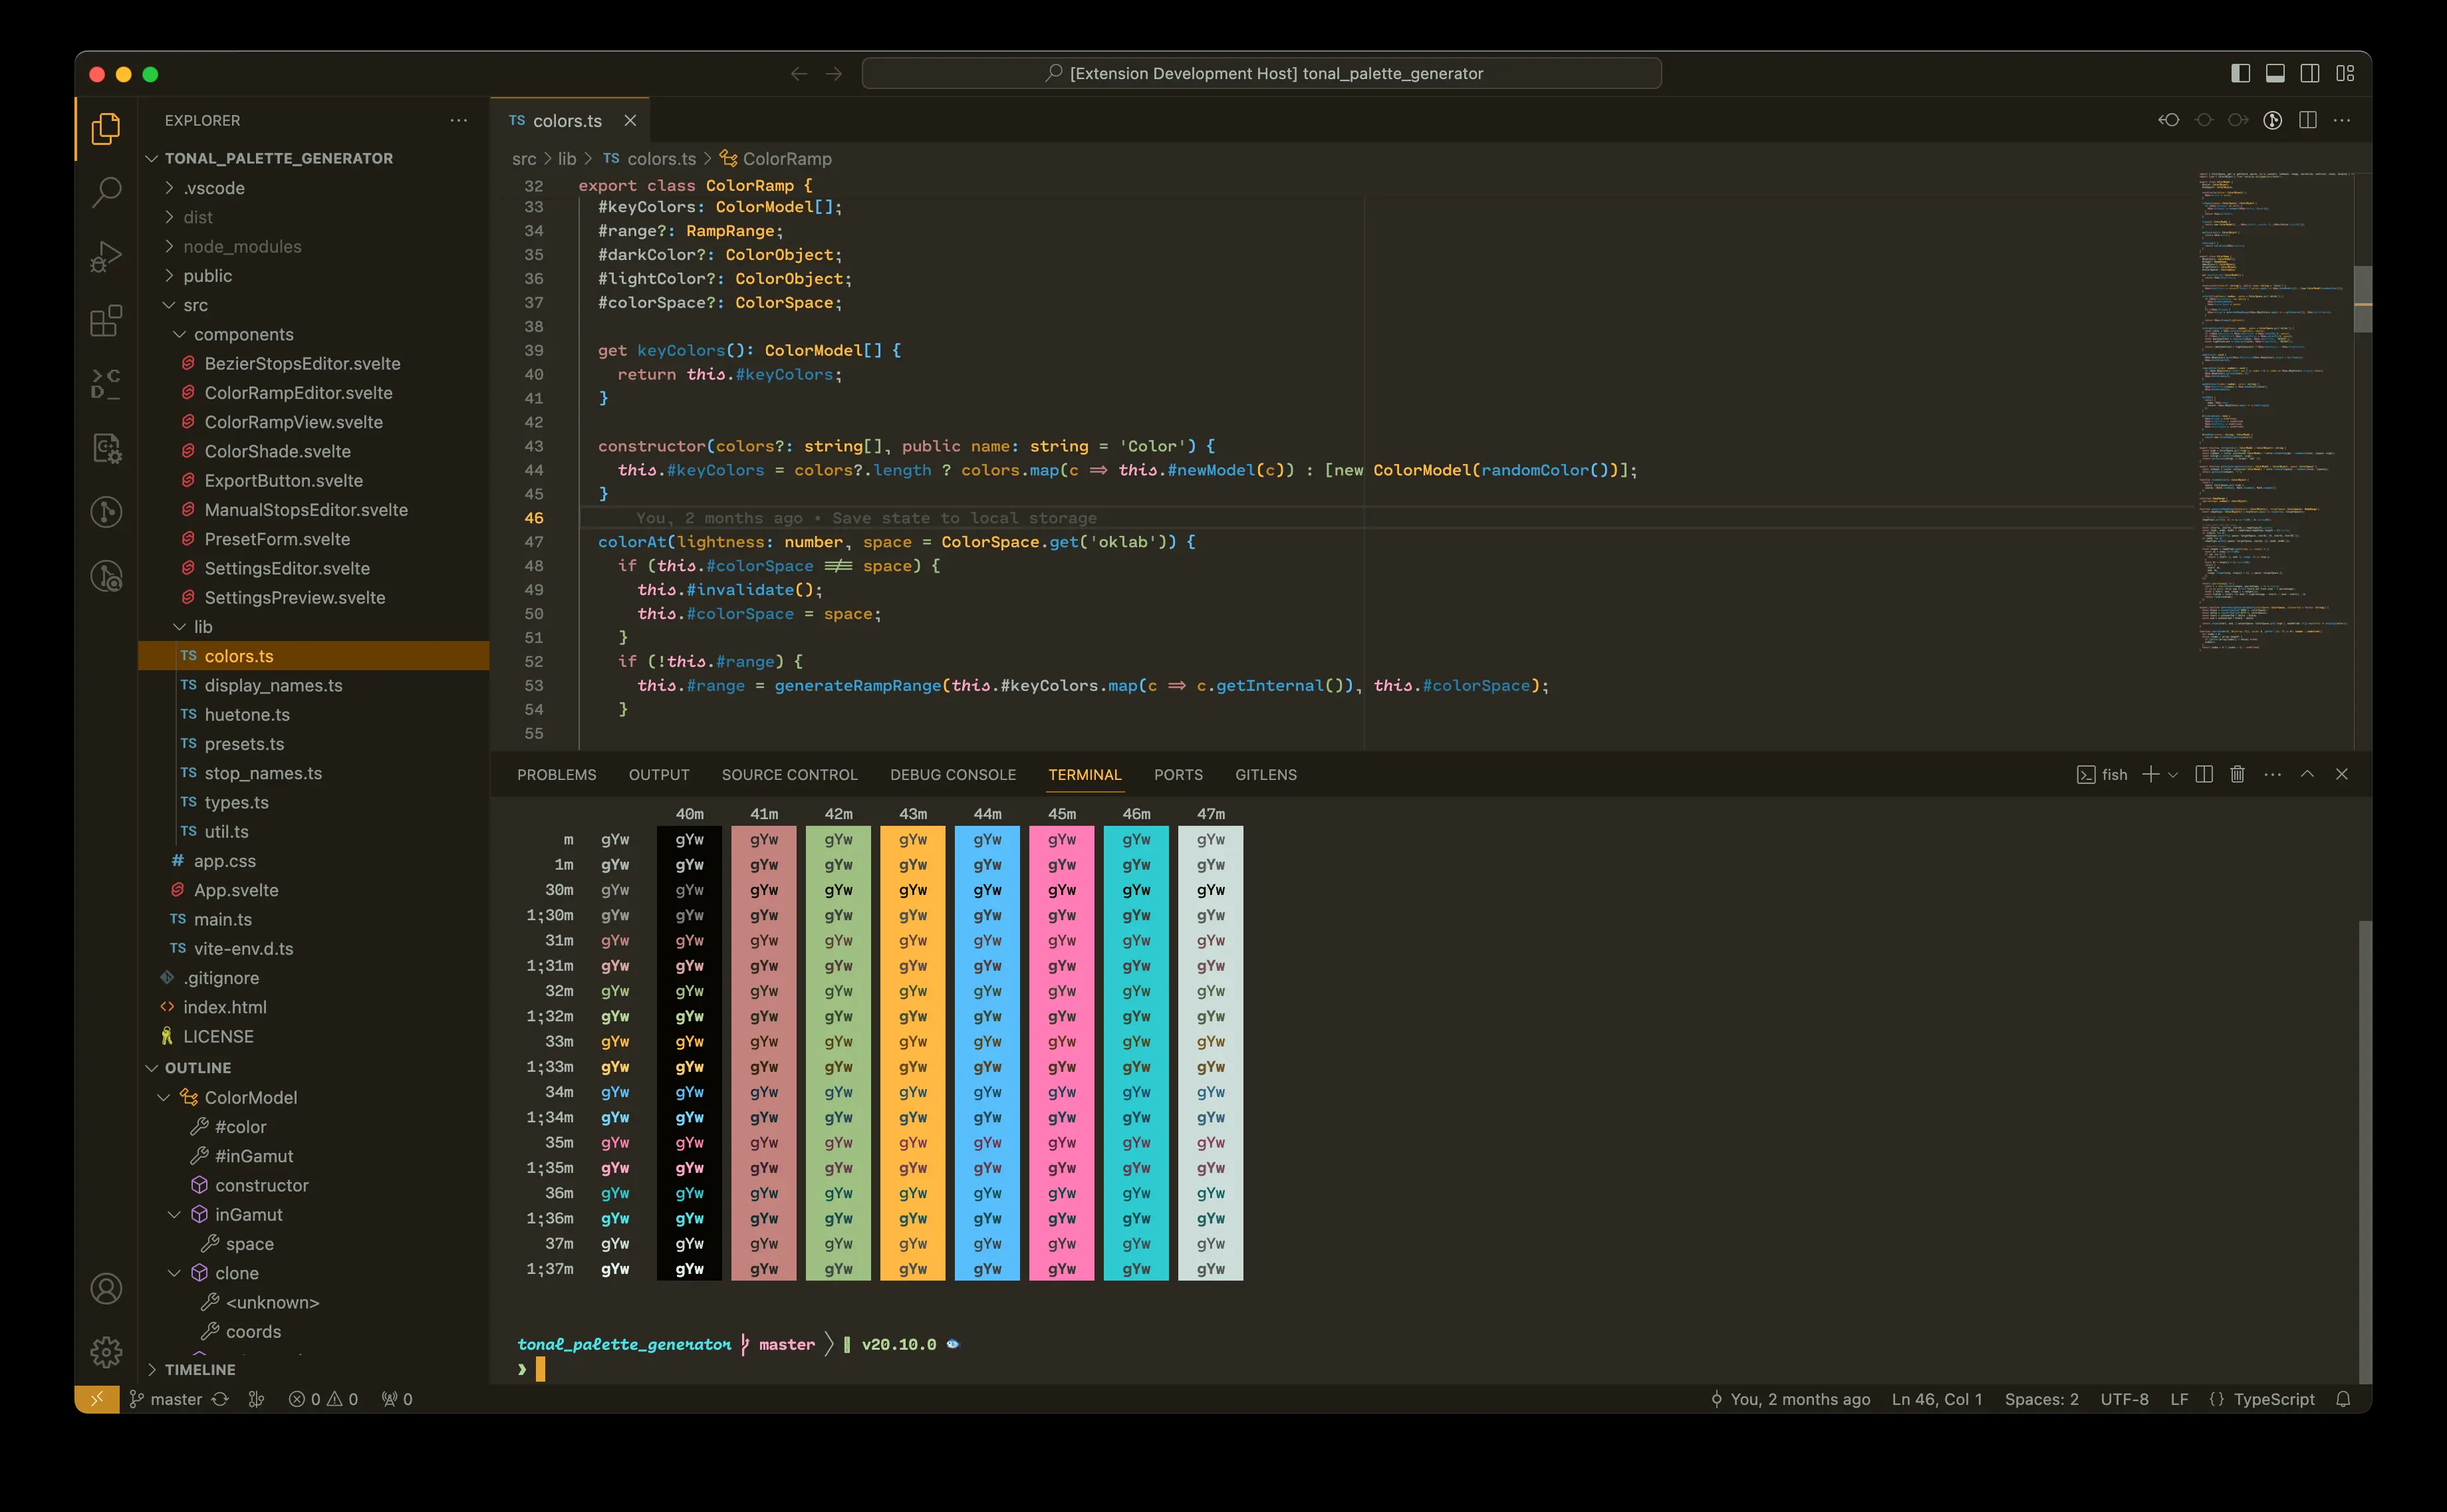 [Extension Development Host] tonal_palette_generator
EXPLORER
TONAL_PALETTE_GENERATOR
.vscode
dist
node_modules
public
src
components
BezierStopsEditor.svelte
ColorRampEditor.svelte
ColorRampView.svelte
ColorShade.svelte
ExportButton.svelte
ManualStopsEditor.svelte
PresetForm.svelte
SettingsEditor.svelte
SettingsPreview.svelte
lib
TS colors.ts
TS display_names.ts
TS huetone.ts
TS presets.ts
TS stop_names.ts
TS types.ts
TS util.ts
# app.css
App.svelte
TS main.ts
TS vite-env.d.ts
.gitignore
<> index.html
LICENSE
OUTLINE
ColorModel
#color
#inGamut
constructor
inGamut
space
clone
<unknown>
coords
TIMELINE
TS colors.ts
src > lib > TS colors.ts > ColorRamp
32 export class ColorRamp {
33 #keyColors: ColorModel[];
34 #range?: RampRange;
35 #darkColor?: ColorObject;
36 #lightColor?: ColorObject;
37 #colorSpace?: ColorSpace;
38
39 get keyColors(): ColorModel[] {
40 return this.#keyColors;
41 }
42
43 constructor(colors?: string[], public name: string = 'Color') {
44 this.#keyColors = colors?.length ? colors.map(c => this.#newModel(c)) : [new ColorModel(randomColor())];
45 }
46 You, 2 months ago • Save state to local storage
47 colorAt(lightness: number, space = ColorSpace.get('oklab')) {
48 if (this.#colorSpace !== space) {
49 this.#invalidate();
50 this.#colorSpace = space;
51 }
52 if (!this.#range) {
53 this.#range = generateRampRange(this.#keyColors.map(c => c.getInternal()), this.#colorSpace);
54 }
55
PROBLEMS OUTPUT SOURCE CONTROL DEBUG CONSOLE TERMINAL PORTS GITLENS
fish
40m 41m 42m 43m 44m 45m 46m 47m
m gYw gYw gYw gYw gYw gYw gYw gYw gYw
1m gYw gYw gYw gYw gYw gYw gYw gYw gYw
30m gYw gYw gYw gYw gYw gYw gYw gYw gYw
1;30m gYw gYw gYw gYw gYw gYw gYw gYw gYw
31m gYw gYw gYw gYw gYw gYw gYw gYw gYw
1;31m gYw gYw gYw gYw gYw gYw gYw gYw gYw
32m gYw gYw gYw gYw gYw gYw gYw gYw gYw
1;32m gYw gYw gYw gYw gYw gYw gYw gYw gYw
33m gYw gYw gYw gYw gYw gYw gYw gYw gYw
1;33m gYw gYw gYw gYw gYw gYw gYw gYw gYw
34m gYw gYw gYw gYw gYw gYw gYw gYw gYw
1;34m gYw gYw gYw gYw gYw gYw gYw gYw gYw
35m gYw gYw gYw gYw gYw gYw gYw gYw gYw
1;35m gYw gYw gYw gYw gYw gYw gYw gYw gYw
36m gYw gYw gYw gYw gYw gYw gYw gYw gYw
1;36m gYw gYw gYw gYw gYw gYw gYw gYw gYw
37m gYw gYw gYw gYw gYw gYw gYw gYw gYw
1;37m gYw gYw gYw gYw gYw gYw gYw gYw gYw
tonal_palette_generator master v20.10.0
❯
master 0 0 0 You, 2 months ago Ln 46, Col 1 Spaces: 2 UTF-8 LF {} TypeScript